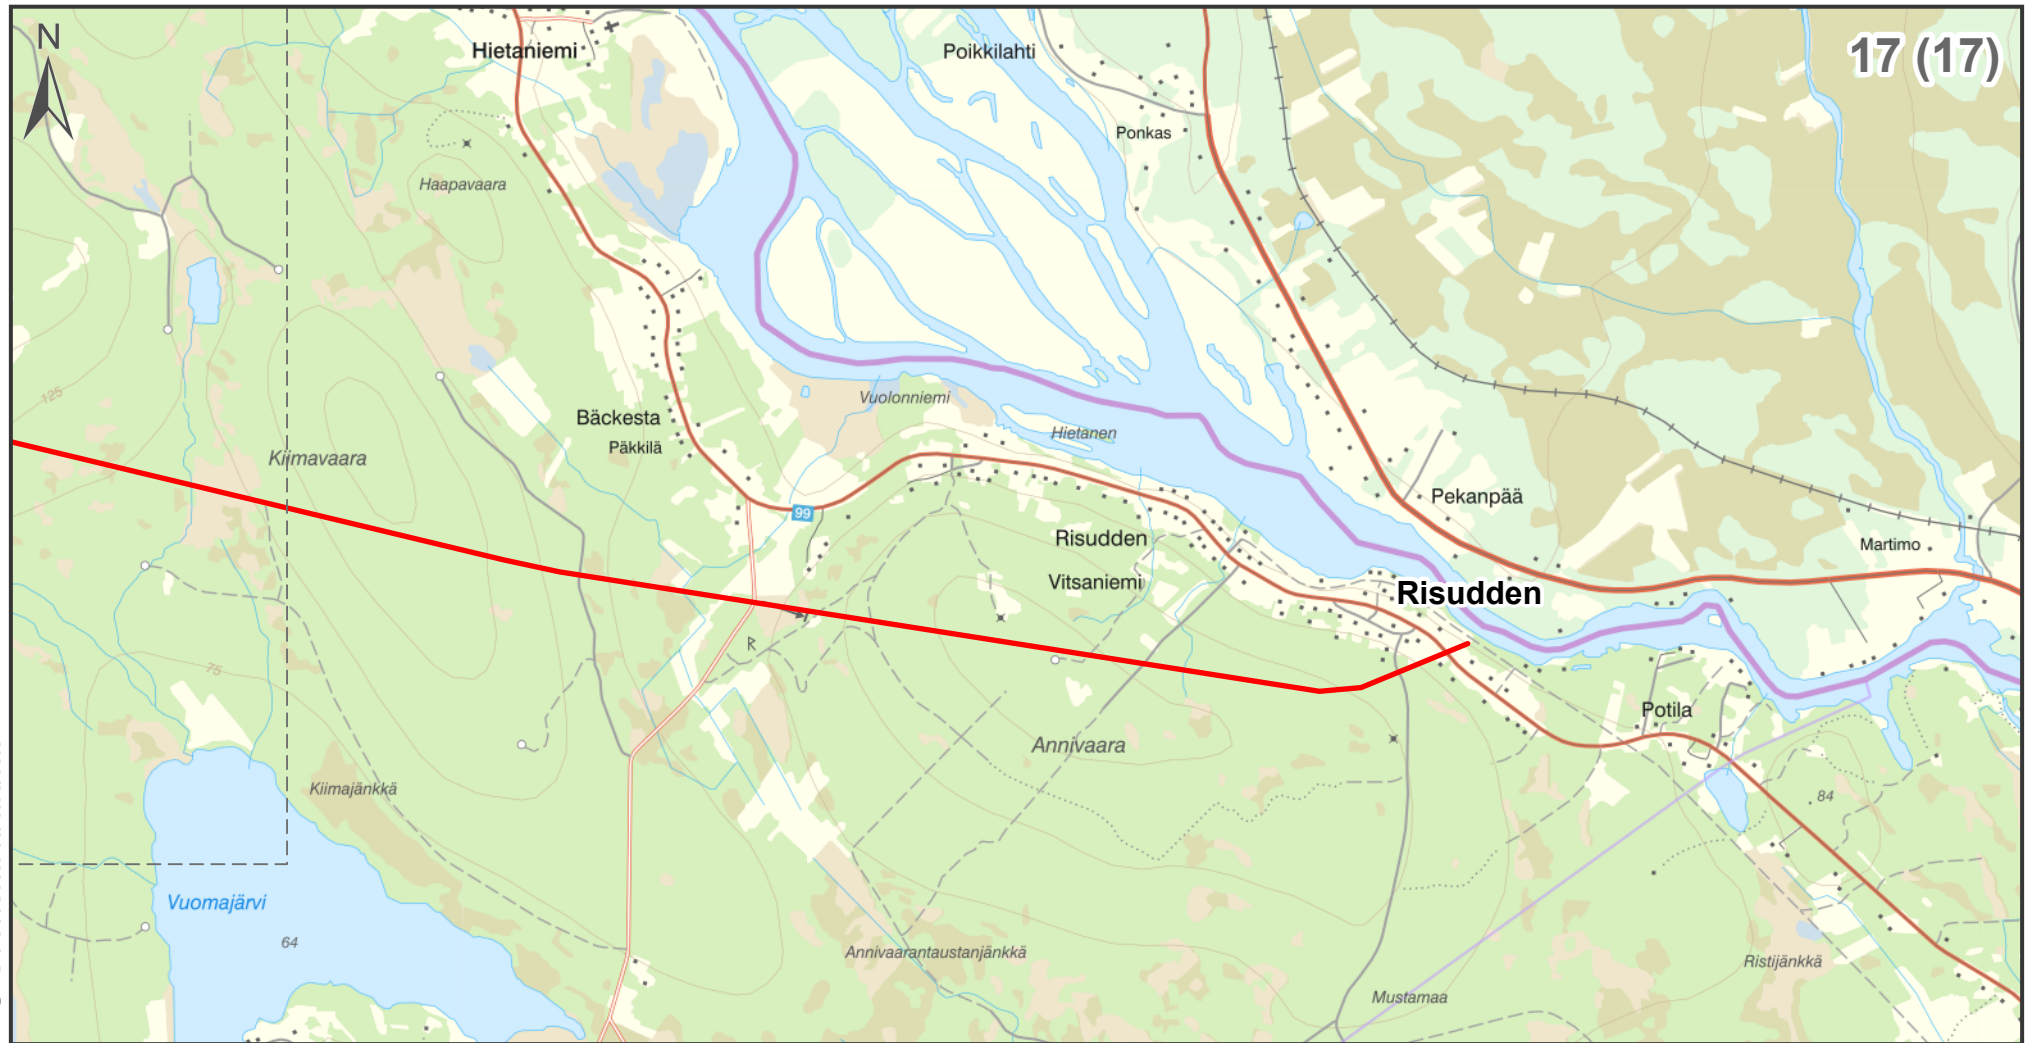 N
17 (17)
Hietaniemi
Poikkilahti
Ponkas
Haapavaara
125
Vuolonniemi
Bäckesta
Päkkilä
Hietanen
Kiimavaara
99
Pekanpää
Risudden
Martimo
Vitsaniemi
Risudden
R
75
Potila
Annivaara
Kiimajänkkä
84
Vuomajärvi
64
Annivaarantaustanjänkkä
Ristijänkkä
Mustamaa